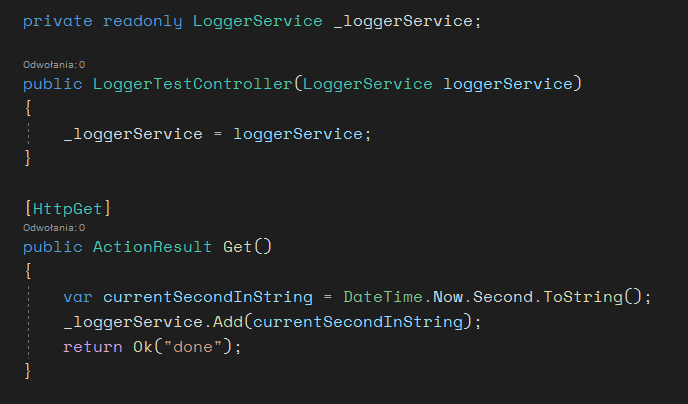 private readonly LoggerService _loggerService;
Odwołania: 0
public LoggerTestController(LoggerService loggerService)
{
_loggerService = loggerService;
}
[HttpGet]
Odwołania: 0
public ActionResult Get()
{
var currentSecondInString = DateTime.Now.Second.ToString();
_loggerService.Add(currentSecondInString);
return Ok("done");
}